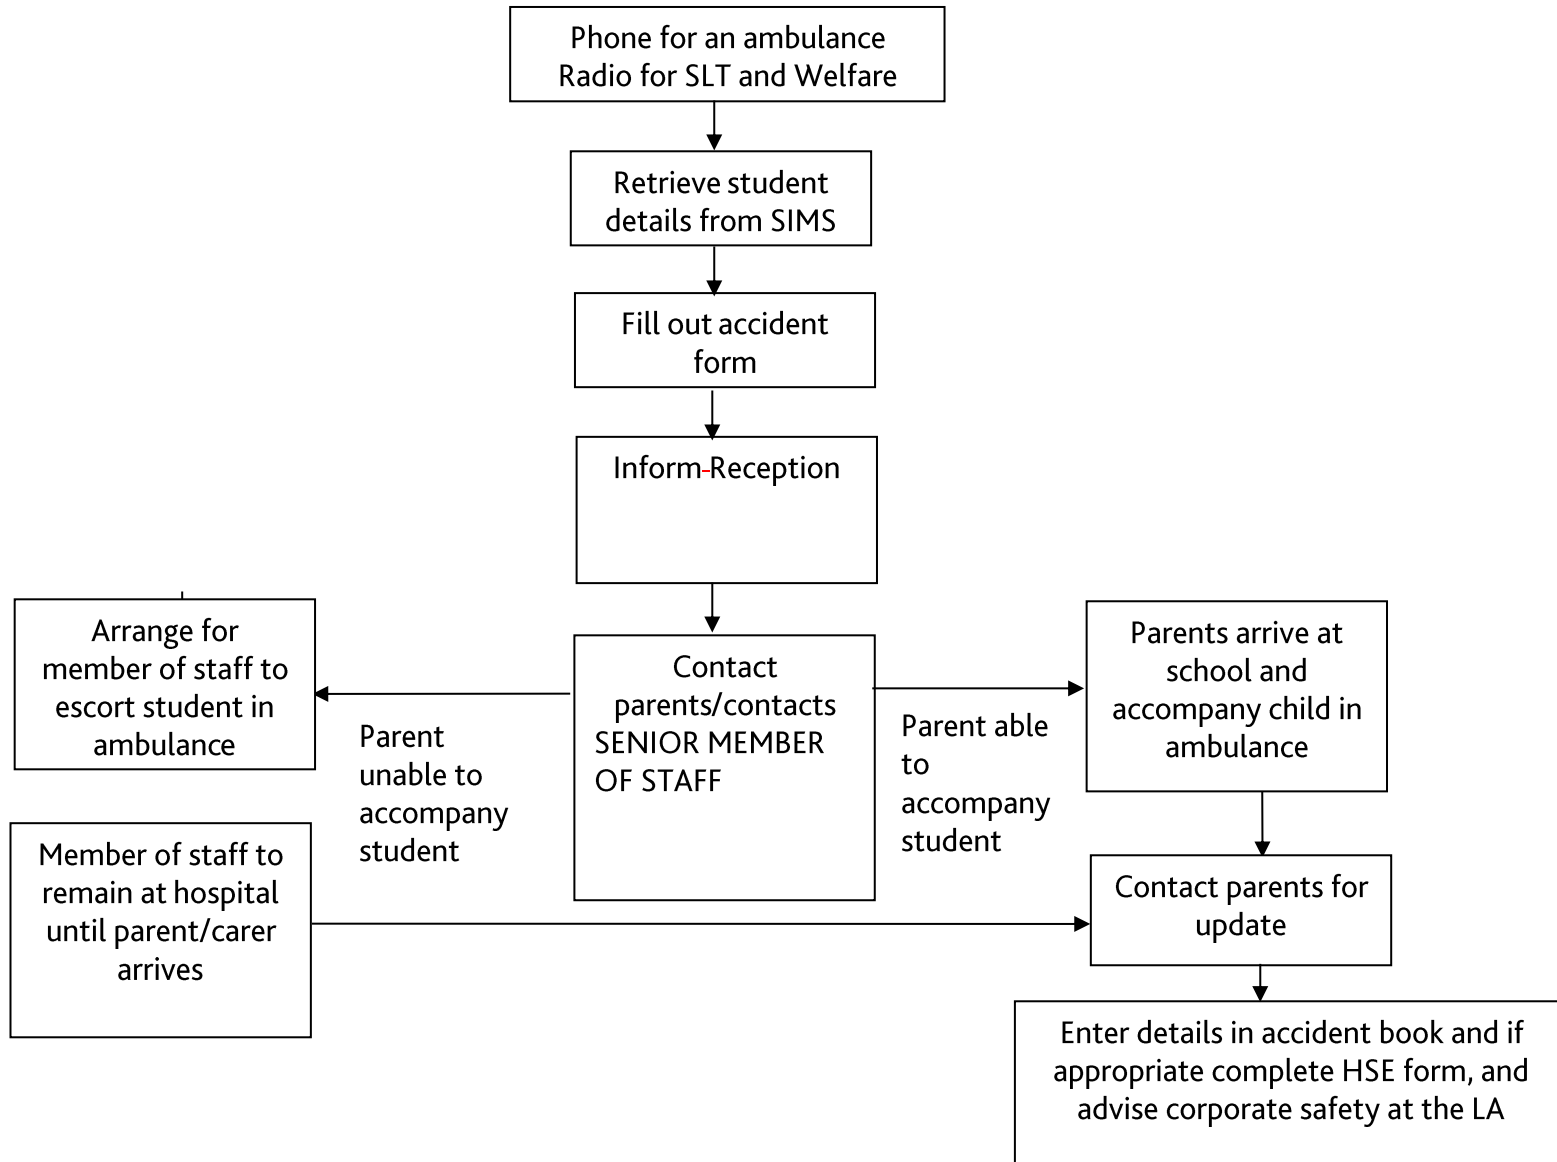 Phone for an ambulance
Radio for SLT and Welfare
Retrieve student
details from SIMS
Fill out accident
form
Inform-Reception
Contact
parents/contacts
SENIOR MEMBER
OF STAFF
Parent
unable to
accompany
student
Arrange for
member of staff to
escort student in
ambulance
Member of staff to
remain at hospital
until parent/carer
arrives
Parent able
to
accompany
student
Parents arrive at
school and
accompany child in
ambulance
Contact parents for
update
Enter details in accident book and if
appropriate complete HSE form, and
advise corporate safety at the LA